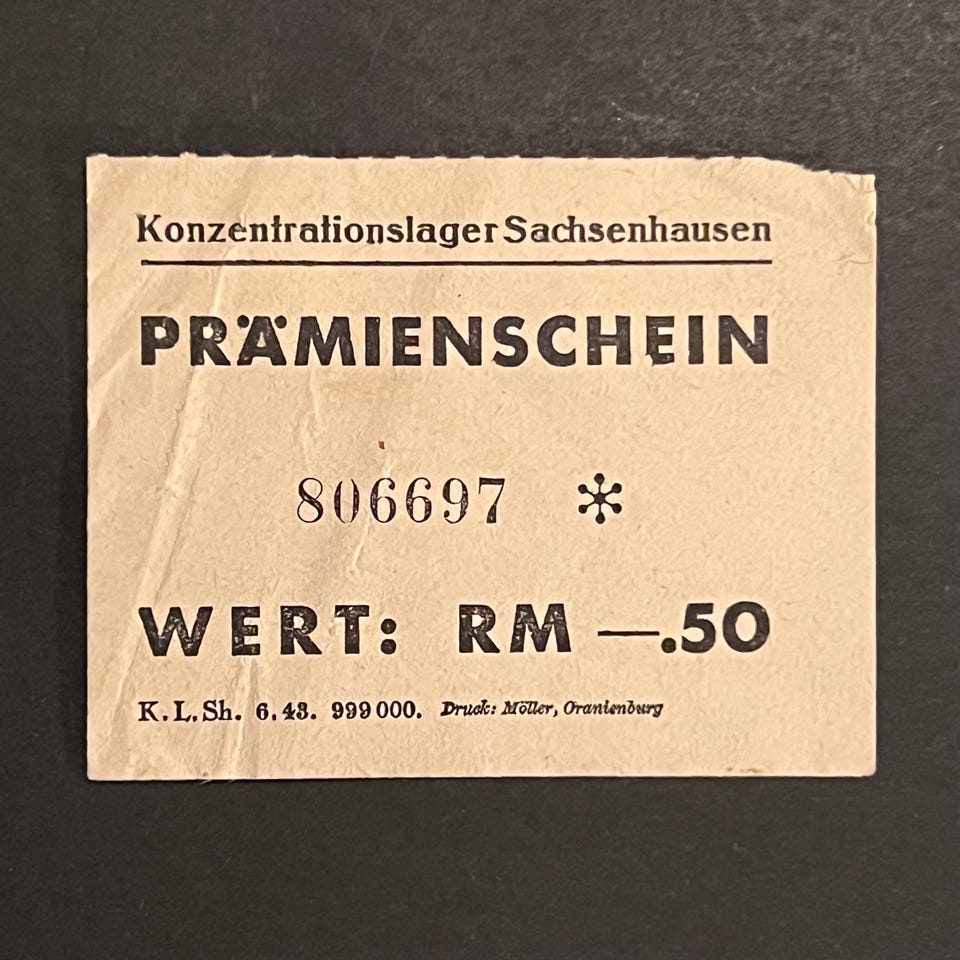 Konzentrationslager Sachsenhausen
PRÄMIENSCHEIN
806697 *
WERT: RM —.50
K.L.Sh. 6.43. 999000. Druck: Möller, Oranienburg